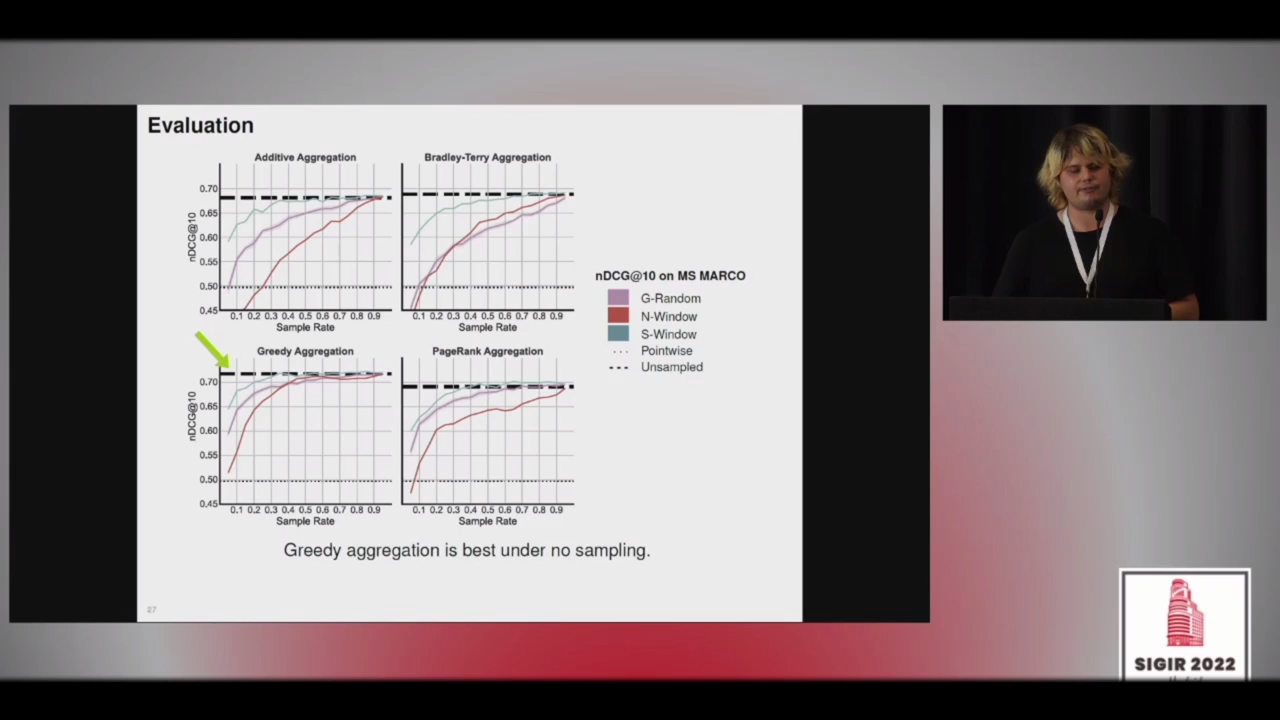 Evaluation
Additive Aggregation
Bradley-Terry Aggregation
nDCG@10
0.70
0.65
0.60
0.55
0.50
0.45
0.1 0.2 0.3 0.4 0.5 0.6 0.7 0.8 0.9
Sample Rate
0.1 0.2 0.3 0.4 0.5 0.6 0.7 0.8 0.9
Sample Rate
Greedy Aggregation
PageRank Aggregation
nDCG@10
0.70
0.65
0.60
0.55
0.50
0.45
0.1 0.2 0.3 0.4 0.5 0.6 0.7 0.8 0.9
Sample Rate
0.1 0.2 0.3 0.4 0.5 0.6 0.7 0.8 0.9
Sample Rate
nDCG@10 on MS MARCO
G-Random
N-Window
S-Window
Pointwise
Unsampled
Greedy aggregation is best under no sampling.
27
SIGIR 2022